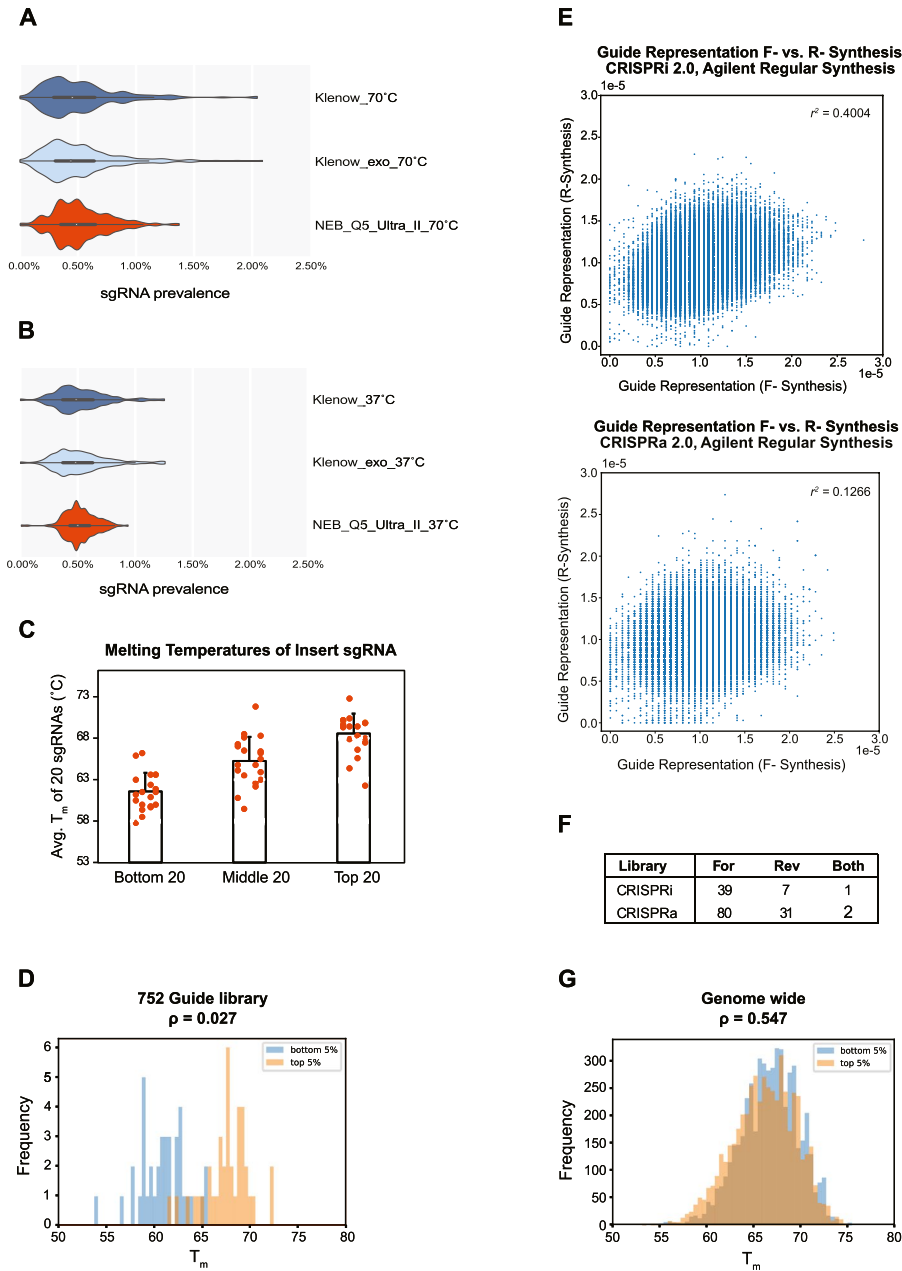 A
Klenow_70˚C
Klenow_exo_70˚C
NEB_Q5_Ultra_II_70˚C
0.00% 0.50% 1.00% 1.50% 2.00% 2.50%
sgRNA prevalence
B
Klenow_37˚C
Klenow_exo_37˚C
NEB_Q5_Ultra_II_37˚C
0.00% 0.50% 1.00% 1.50% 2.00% 2.50%
sgRNA prevalence
C
Melting Temperatures of Insert sgRNA
Avg. Tm of 20 sgRNAs (˚C)
73
68
63
58
53
Bottom 20 Middle 20 Top 20
D
752 Guide library
ρ = 0.027
bottom 5%
top 5%
Frequency
6
5
4
3
2
1
0
50 55 60 65 70 75 80
Tm
E
Guide Representation F- vs. R- Synthesis
CRISPRi 2.0, Agilent Regular Synthesis
1e-5
r² = 0.4004
Guide Representation (R-Synthesis)
3.0
2.5
2.0
1.5
1.0
0.5
0.0
0.0 0.5 1.0 1.5 2.0 2.5 3.0
1e-5
Guide Representation (F- Synthesis)
Guide Representation F- vs. R- Synthesis
CRISPRa 2.0, Agilent Regular Synthesis
1e-5
r² = 0.1266
Guide Representation (R-Synthesis)
3.0
2.5
2.0
1.5
1.0
0.5
0.0
0.0 0.5 1.0 1.5 2.0 2.5 3.0
1e-5
Guide Representation (F- Synthesis)
F
Library For Rev Both
CRISPRi 39 7 1
CRISPRa 80 31 2
G
Genome wide
ρ = 0.547
bottom 5%
top 5%
Frequency
300
250
200
150
100
50
0
50 55 60 65 70 75 80
Tm